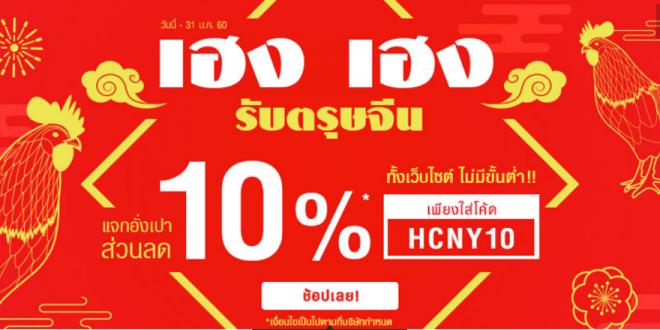 วันนี้ - 31 ม.ค. 60
เฮง เฮง
รับตรุษจีน
แจกอั่งเปา
ส่วนลด
10%*
ทั้งเว็บไซต์ ไม่มีขั้นต่ำ!!
เพียงใส่โค้ด
HCNY10
ช้อปเลย!
*เงื่อนไขเป็นไปตามที่บริษัทกำหนด